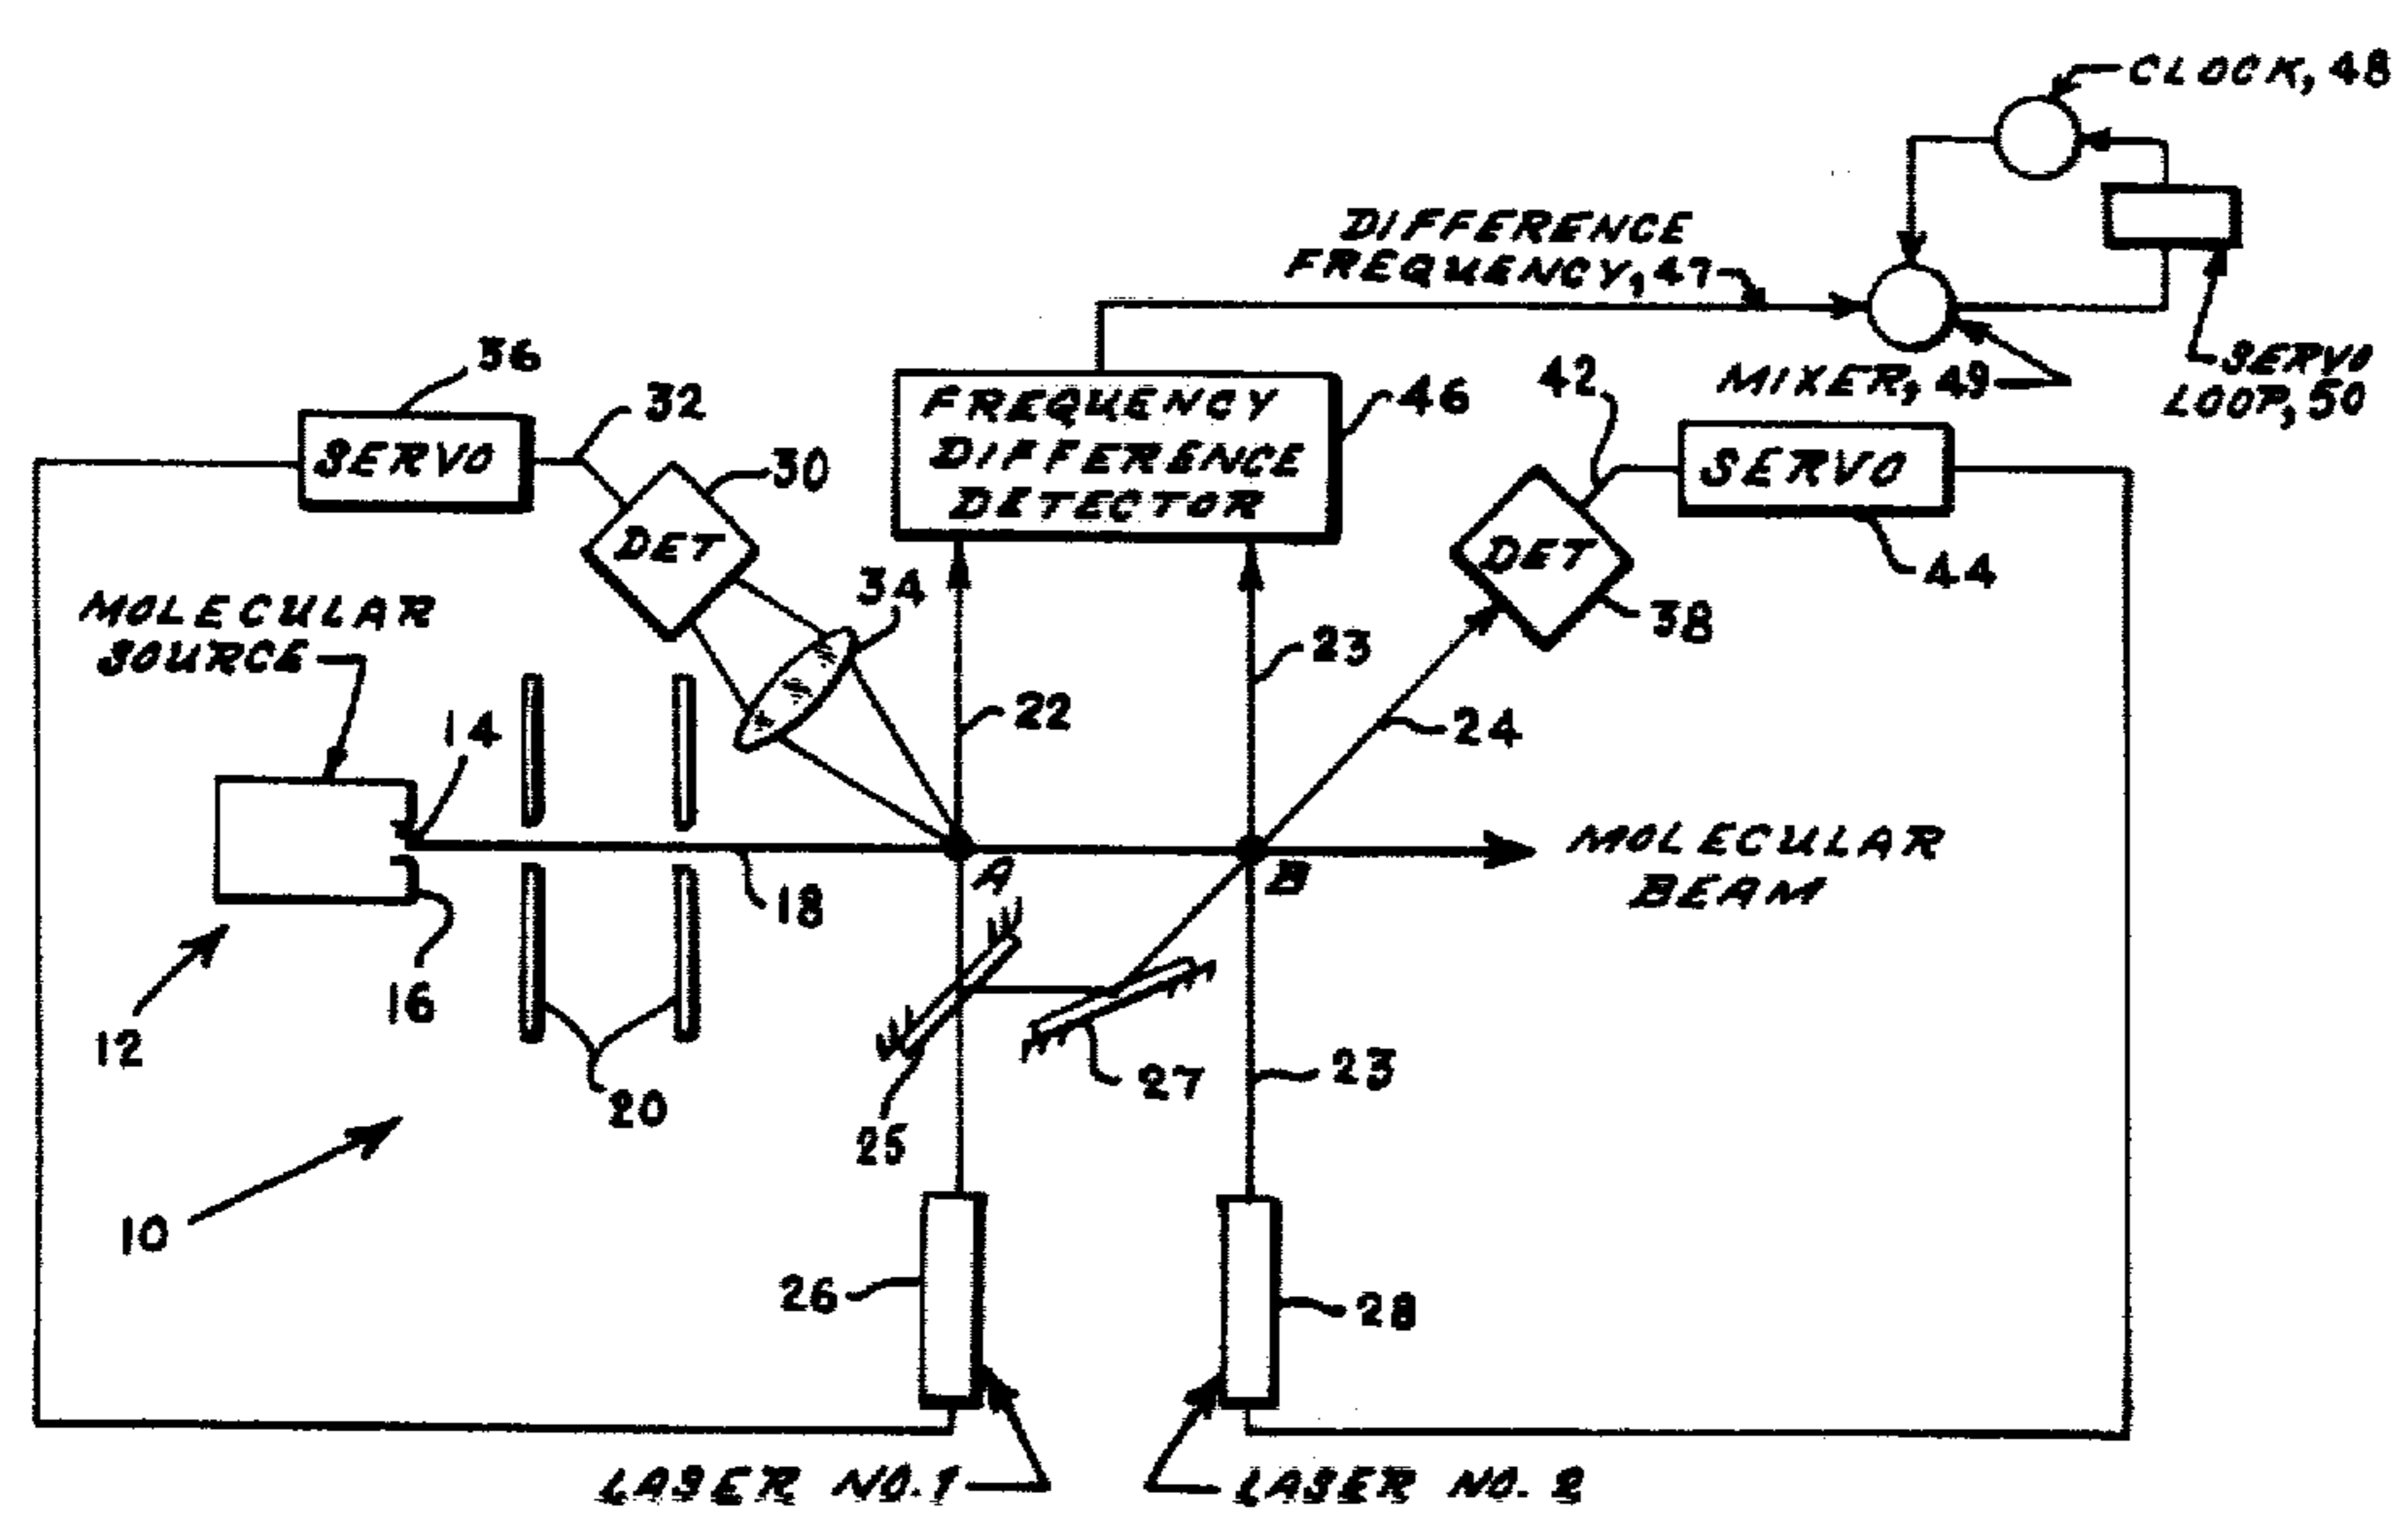 CLOCK, 48
DIFFERENCE
FREQUENCY, 47
MIXER, 49
SERVO
LOOP, 50
36
SERVO
32
30
DET
34
FREQUENCY
DIFFERENCE
DETECTOR
46
42
SERVO
44
DET
38
MOLECULAR
SOURCE
14
22
23
24
A
B
MOLECULAR
BEAM
18
16
12
20
10
25
27
23
26
28
LASER NO. 1
LASER NO. 2